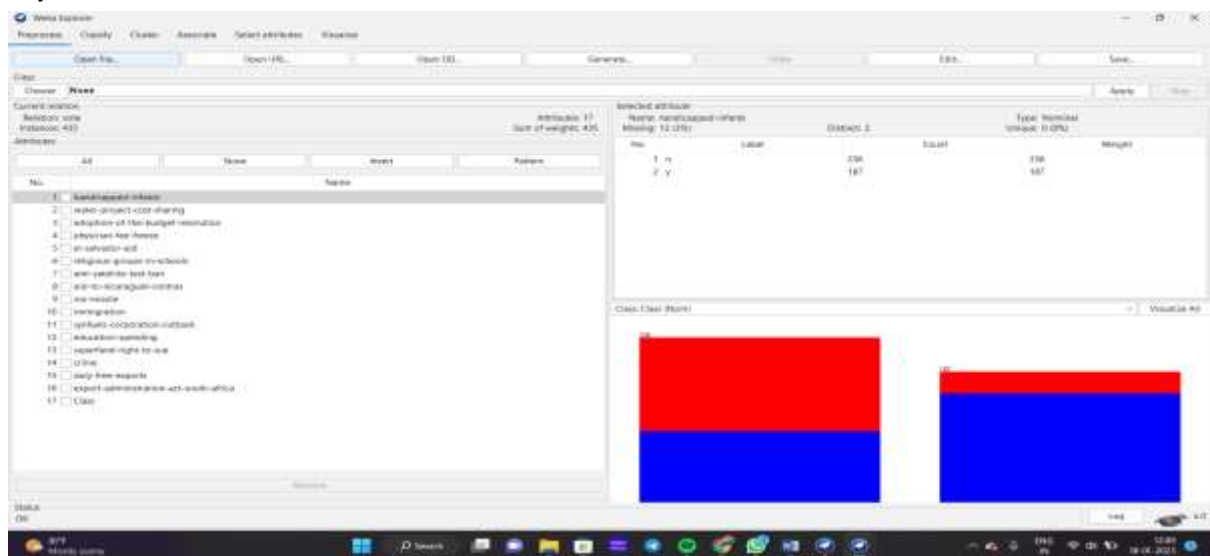 Weka Explorer
Preprocess Classify Cluster Associate Select attributes Visualize
Open file... Open URL... Open DB... Generate... Undo Edit... Save...
Filter
Choose None Apply Stop
Current relation
Relation: vote Attributes: 17
Instances: 435 Sum of weights: 435
Attributes
All None Invert Pattern
No. Name
1 handicapped-infants
2 water-project-cost-sharing
3 adoption-of-the-budget-resolution
4 physician-fee-freeze
5 el-salvador-aid
6 religious-groups-in-schools
7 anti-satellite-test-ban
8 aid-to-nicaraguan-contras
9 mx-missile
10 immigration
11 synfuels-corporation-cutback
12 education-spending
13 superfund-right-to-sue
14 crime
15 duty-free-exports
16 export-administration-act-south-africa
17 Class
Remove
Selected attribute
Name: handicapped-infants Type: Nominal
Missing: 12 (3%) Distinct: 2 Unique: 0 (0%)
No. Label Count Weight
1 n 236 236
2 y 187 187
Class: Class (Nom) Visualize All
236
187
Status
OK
Log x 0
Mostly sunny
Search
ENG
IN